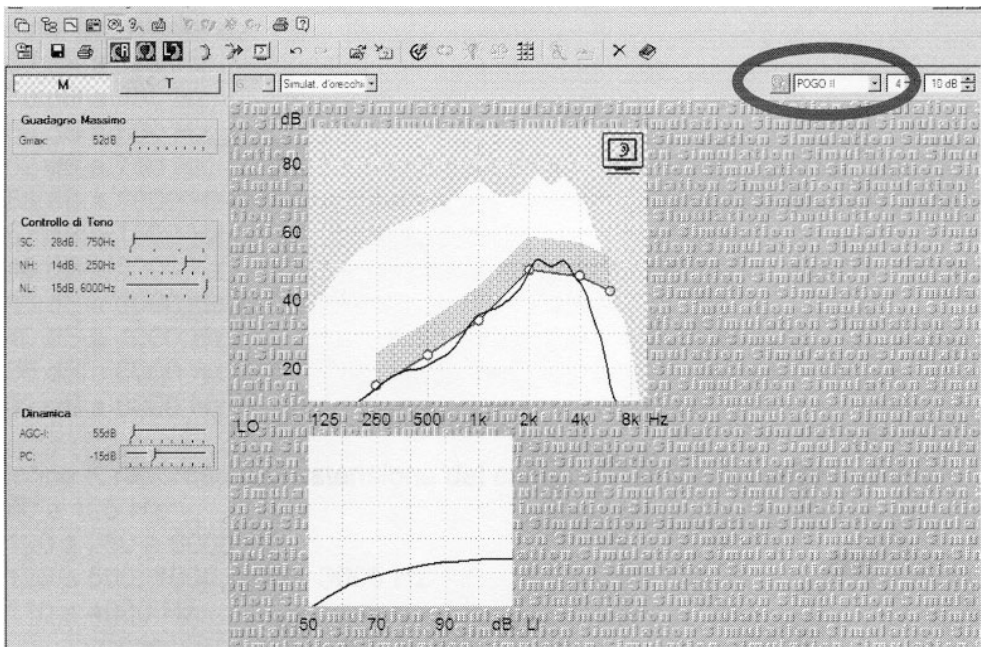 M T Simulat. d'orecchi POGO II 4 10 dB
Guadagno Massimo
Gmax: 52dB
Controllo di Tono
SC: 28dB, 750Hz
NH: 14dB, 250Hz
NL: 15dB, 6000Hz
Dinamica
AGC-I: 55dB
PC: -15dB
dB
80
60
40
20
125 250 500 1k 2k 4k 8k Hz
LO
50 70 90 dB LI
Simulation